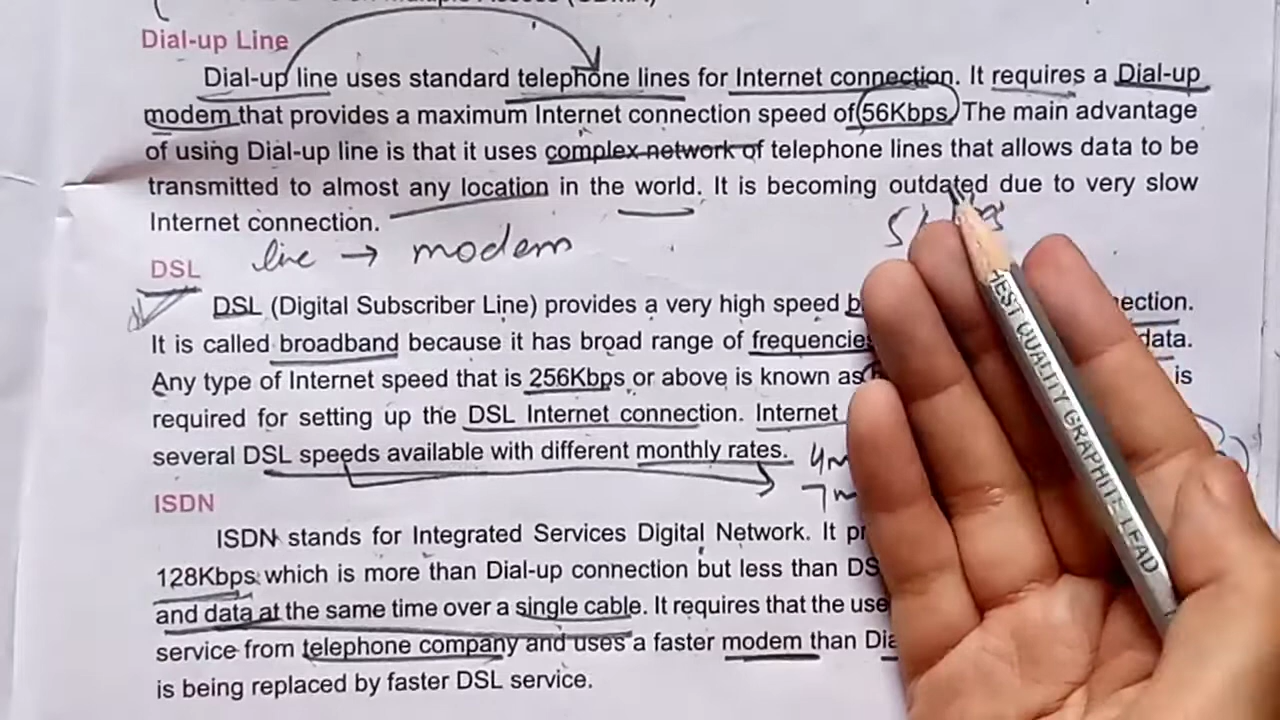 Dial-up Line
Dial-up line uses standard telephone lines for Internet connection. It requires a Dial-up
modem that provides a maximum Internet connection speed of 56Kbps. The main advantage
of using Dial-up line is that it uses complex network of telephone lines that allows data to be
transmitted to almost any location in the world. It is becoming outdated due to very slow
Internet connection.
line → modem
DSL
DSL (Digital Subscriber Line) provides a very high speed
It is called broadband because it has broad range of frequencies data.
Any type of Internet speed that is 256Kbps or above is known as is
required for setting up the DSL Internet connection. Internet
several DSL speeds available with different monthly rates. 4m
7m
ISDN
ISDN stands for Integrated Services Digital Network. It
128Kbps which is more than Dial-up connection but less than
and data at the same time over a single cable. It requires that the
service from telephone company and uses a faster modem than
is being replaced by faster DSL service.
HEST QUALITY GRAPHITE LEAD